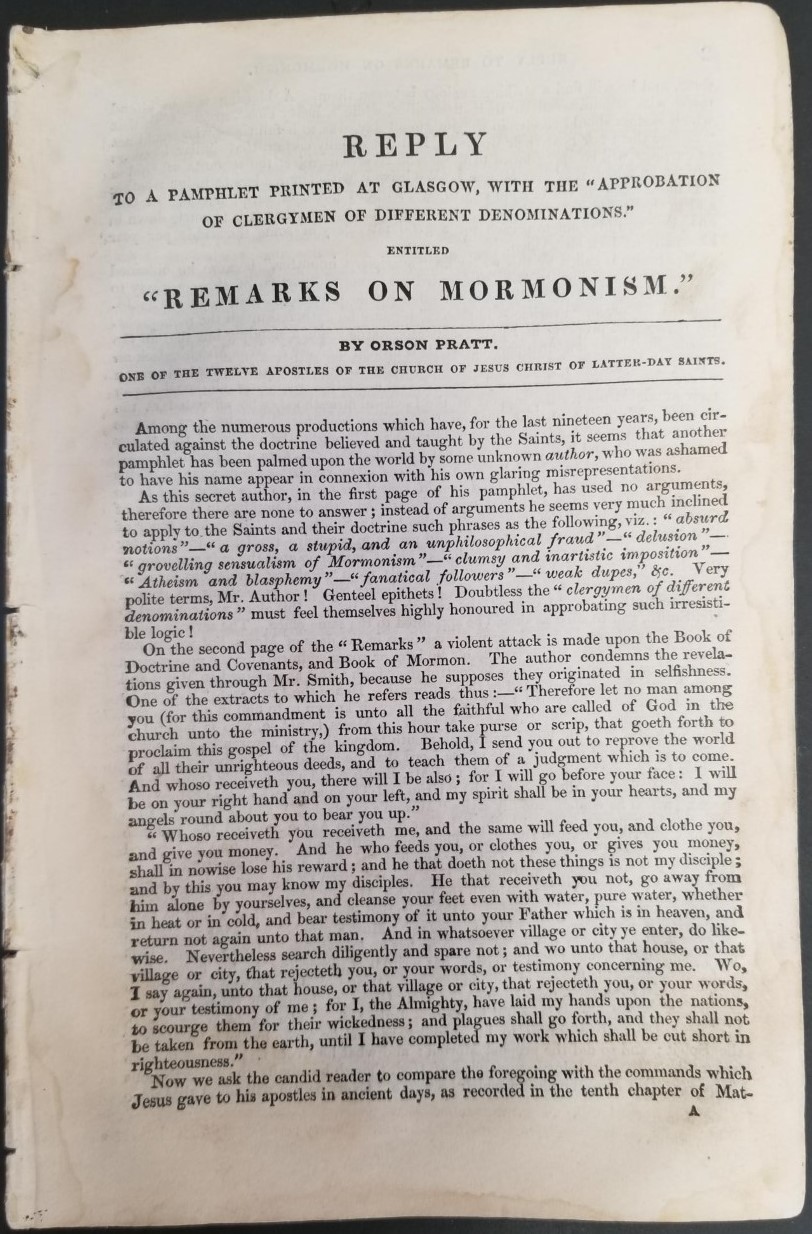 REPLY
TO A PAMPHLET PRINTED AT GLASGOW, WITH THE "APPROBATION
OF CLERGYMEN OF DIFFERENT DENOMINATIONS."
ENTITLED
"REMARKS ON MORMONISM."
BY ORSON PRATT.
ONE OF THE TWELVE APOSTLES OF THE CHURCH OF JESUS CHRIST OF LATTER-DAY SAINTS.
Among the numerous productions which have, for the last nineteen years, been cir-
culated against the doctrine believed and taught by the Saints, it seems that another
pamphlet has been palmed upon the world by some unknown author, who was ashamed
to have his name appear in connexion with his own glaring misrepresentations.
As this secret author, in the first page of his pamphlet, has used no arguments,
therefore there are none to answer; instead of arguments he seems very much inclined
to apply to the Saints and their doctrine such phrases as the following, viz.: "absurd
notions"—"a gross, a stupid, and an unphilosophical fraud"—"delusion"—
"grovelling sensualism of Mormonism"—"clumsy and inartistic imposition"—
"Atheism and blasphemy"—"fanatical followers"—"weak dupes," &c. Very
polite terms, Mr. Author! Genteel epithets! Doubtless the "clergymen of different
denominations" must feel themselves highly honoured in approbating such irresisti-
ble logic!
On the second page of the "Remarks" a violent attack is made upon the Book of
Doctrine and Covenants, and Book of Mormon. The author condemns the revela-
tions given through Mr. Smith, because he supposes they originated in selfishness.
One of the extracts to which he refers reads thus:—"Therefore let no man among
you (for this commandment is unto all the faithful who are called of God in the
church unto the ministry,) from this hour take purse or scrip, that goeth forth to
proclaim this gospel of the kingdom. Behold, I send you out to reprove the world
of all their unrighteous deeds, and to teach them of a judgment which is to come.
And whoso receiveth you, there will I be also; for I will go before your face: I will
be on your right hand and on your left, and my spirit shall be in your hearts, and my
angels round about you to bear you up."
"Whoso receiveth you receiveth me, and the same will feed you, and clothe you,
and give you money. And he who feeds you, or clothes you, or gives you money,
shall in nowise lose his reward; and he that doeth not these things is not my disciple;
and by this you may know my disciples. He that receiveth you not, go away from
him alone by yourselves, and cleanse your feet even with water, pure water, whether
in heat or in cold, and bear testimony of it unto your Father which is in heaven, and
return not again unto that man. And in whatsoever village or city ye enter, do like-
wise. Nevertheless search diligently and spare not; and wo unto that house, or that
village or city, that rejecteth you, or your words, or testimony concerning me. Wo,
I say again, unto that house, or that village or city, that rejecteth you, or your words,
or your testimony of me; for I, the Almighty, have laid my hands upon the nations,
to scourge them for their wickedness; and plagues shall go forth, and they shall not
be taken from the earth, until I have completed my work which shall be cut short in
righteousness."
Now we ask the candid reader to compare the foregoing with the commands which
Jesus gave to his apostles in ancient days, as recorded in the tenth chapter of Mat-
A